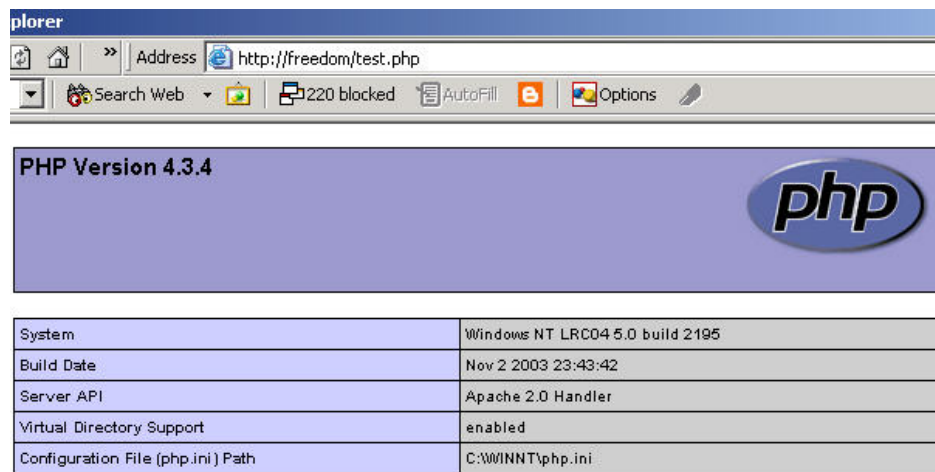 plorer
» Address http://freedom/test.php
Search Web 220 blocked AutoFill Options
PHP Version 4.3.4
php
System Windows NT LRC04 5.0 build 2195
Build Date Nov 2 2003 23:43:42
Server API Apache 2.0 Handler
Virtual Directory Support enabled
Configuration File (php.ini) Path C:\WINNT\php.ini